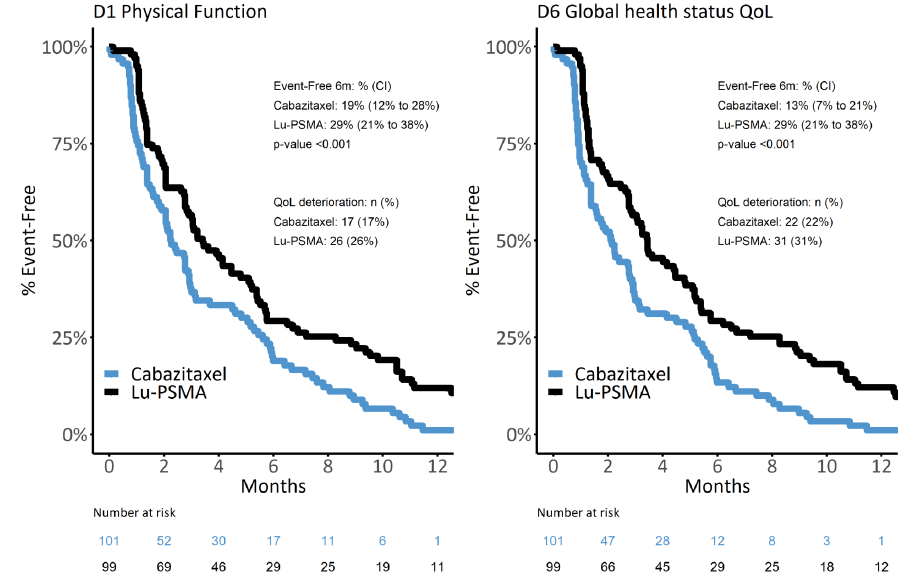 D1 Physical Function
% Event-Free
100%
75%
50%
25%
0%
Event-Free 6m: % (CI)
Cabazitaxel: 19% (12% to 28%)
Lu-PSMA: 29% (21% to 38%)
p-value <0.001
QoL deterioration: n (%)
Cabazitaxel: 17 (17%)
Lu-PSMA: 26 (26%)
Cabazitaxel
Lu-PSMA
0 2 4 6 8 10 12
Months
Number at risk
101 52 30 17 11 6 1
99 69 46 29 25 19 11
D6 Global health status QoL
% Event-Free
100%
75%
50%
25%
0%
Event-Free 6m: % (CI)
Cabazitaxel: 13% (7% to 21%)
Lu-PSMA: 29% (21% to 38%)
p-value <0.001
QoL deterioration: n (%)
Cabazitaxel: 22 (22%)
Lu-PSMA: 31 (31%)
Cabazitaxel
Lu-PSMA
0 2 4 6 8 10 12
Months
Number at risk
101 47 28 12 8 3 1
99 66 45 29 25 18 12